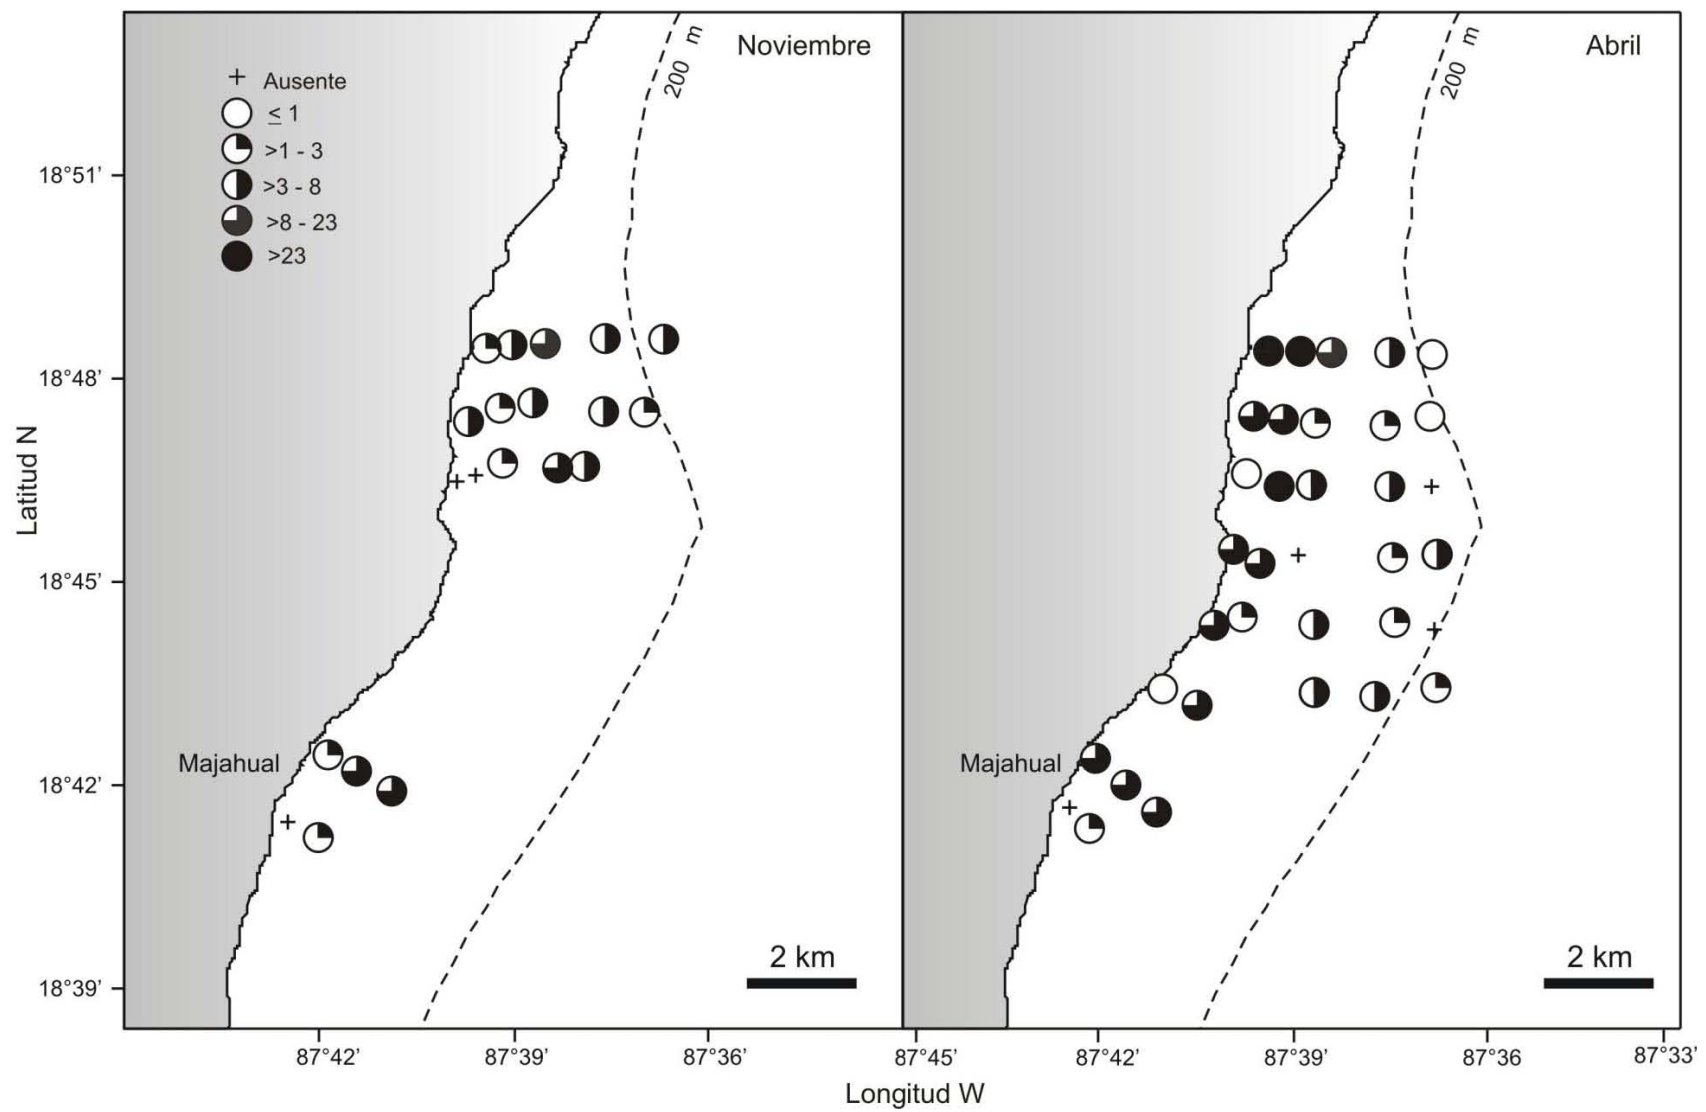 Noviembre
200 m
+ Ausente
≤ 1
>1 - 3
>3 - 8
>8 - 23
>23
Majahual
2 km
Abril
200 m
Majahual
2 km
Latitud N
18°51’
18°48’
18°45’
18°42’
18°39’
87°42’
87°39’
87°36’
87°45’
87°42’
87°39’
87°36
87°33’
Longitud W